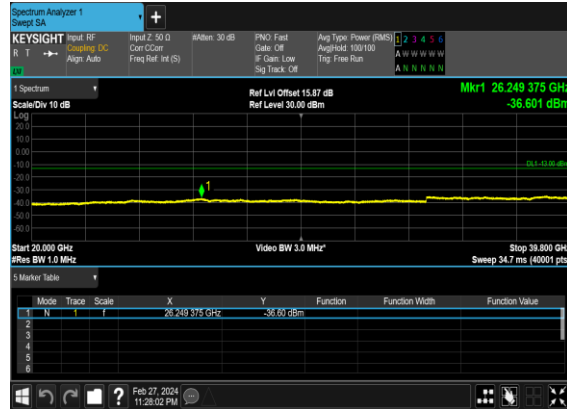 Spectrum Analyzer 1
Swept SA
+
KEYSIGHT Input: RF Input Z: 50 Ω #Atten: 30 dB PNO: Fast Avg Type: Power (RMS) 1 2 3 4 5 6
R T Coupling: DC Corr CCorr Gate: Off Avg|Hold: 100/100 A W W W W W
Align: Auto Freq Ref: Int (S) IF Gain: Low Trig: Free Run
Sig Track: Off A N N N N N
1 Spectrum Ref Lvl Offset 15.87 dB Mkr1 26.249 375 GHz
Scale/Div 10 dB Ref Level 30.00 dBm -36.601 dBm
Log
20.0
10.0
0.00
-10.0
DL1 -13.00 dBm
-20.0
1
-30.0
-40.0
-50.0
-60.0
Start 20.000 GHz Video BW 3.0 MHz* Stop 39.800 GHz
#Res BW 1.0 MHz Sweep 34.7 ms (40001 pts)
5 Marker Table
Mode Trace Scale X Y Function Function Width Function Value
1 N 1 f 26.249 375 GHz -36.60 dBm
2
3
4
5
6
? Feb 27, 2024
11:28:02 PM